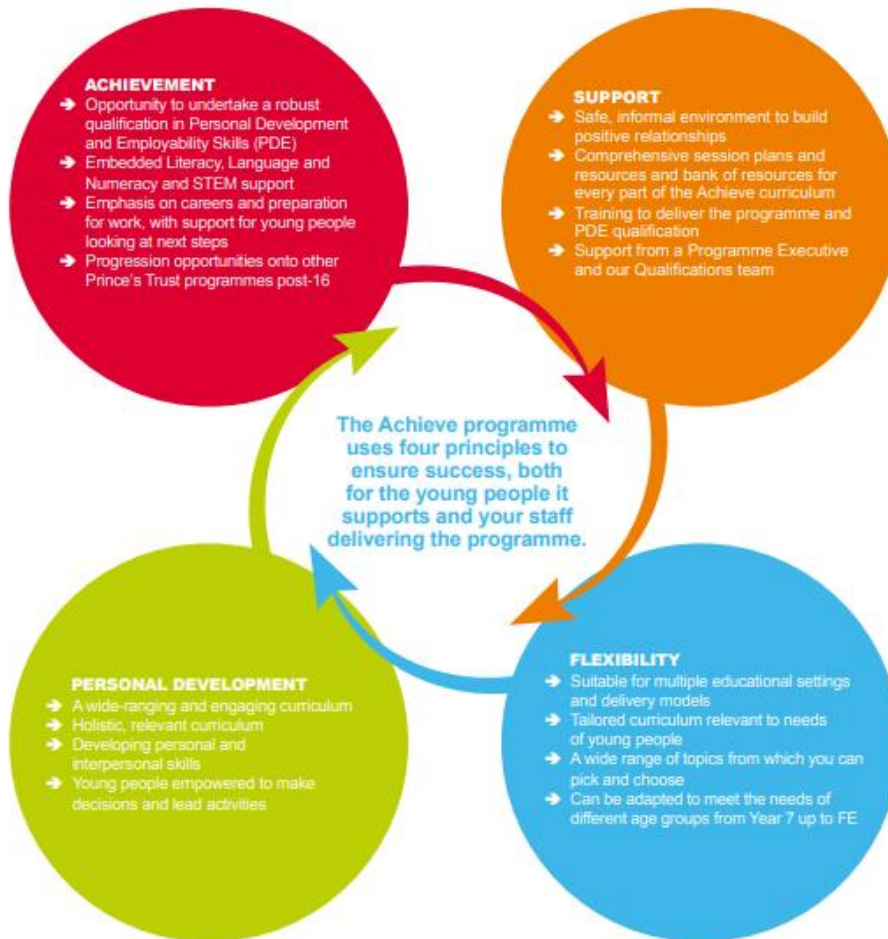 ACHIEVEMENT
➔ Opportunity to undertake a robust
qualification in Personal Development
and Employability Skills (PDE)
➔ Embedded Literacy, Language and
Numeracy and STEM support
➔ Emphasis on careers and preparation
for work, with support for young people
looking at next steps
➔ Progression opportunities onto other
Prince's Trust programmes post-16
SUPPORT
➔ Safe, informal environment to build
positive relationships
➔ Comprehensive session plans and
resources and bank of resources for
every part of the Achieve curriculum
➔ Training to deliver the programme and
PDE qualification
➔ Support from a Programme Executive
and our Qualifications team
The Achieve programme
uses four principles to
ensure success, both
for the young people it
supports and your staff
delivering the programme.
PERSONAL DEVELOPMENT
➔ A wide-ranging and engaging curriculum
➔ Holistic, relevant curriculum
➔ Developing personal and
interpersonal skills
➔ Young people empowered to make
decisions and lead activities
FLEXIBILITY
➔ Suitable for multiple educational settings
and delivery models
➔ Tailored curriculum relevant to needs
of young people
➔ A wide range of topics from which you can
pick and choose
➔ Can be adapted to meet the needs of
different age groups from Year 7 up to FE